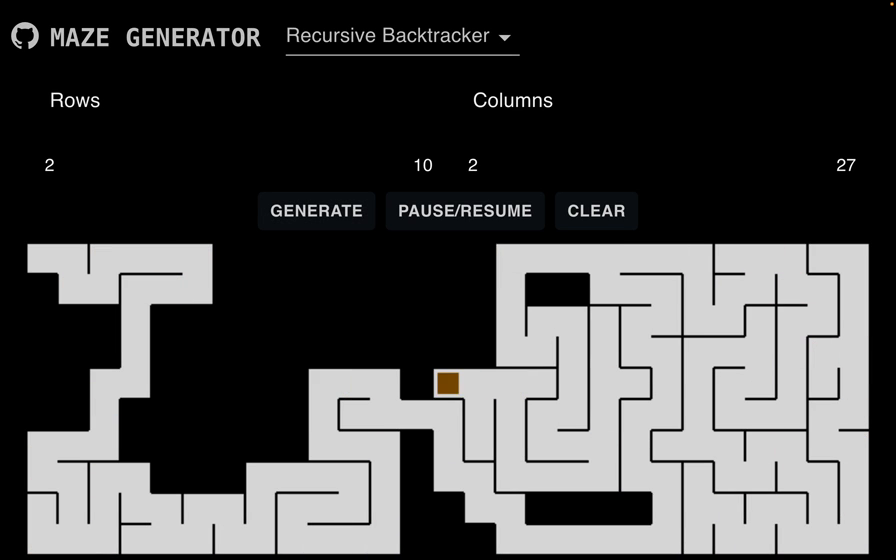 MAZE GENERATOR Recursive Backtracker
Rows Columns
2 10 2 27
GENERATE PAUSE/RESUME CLEAR